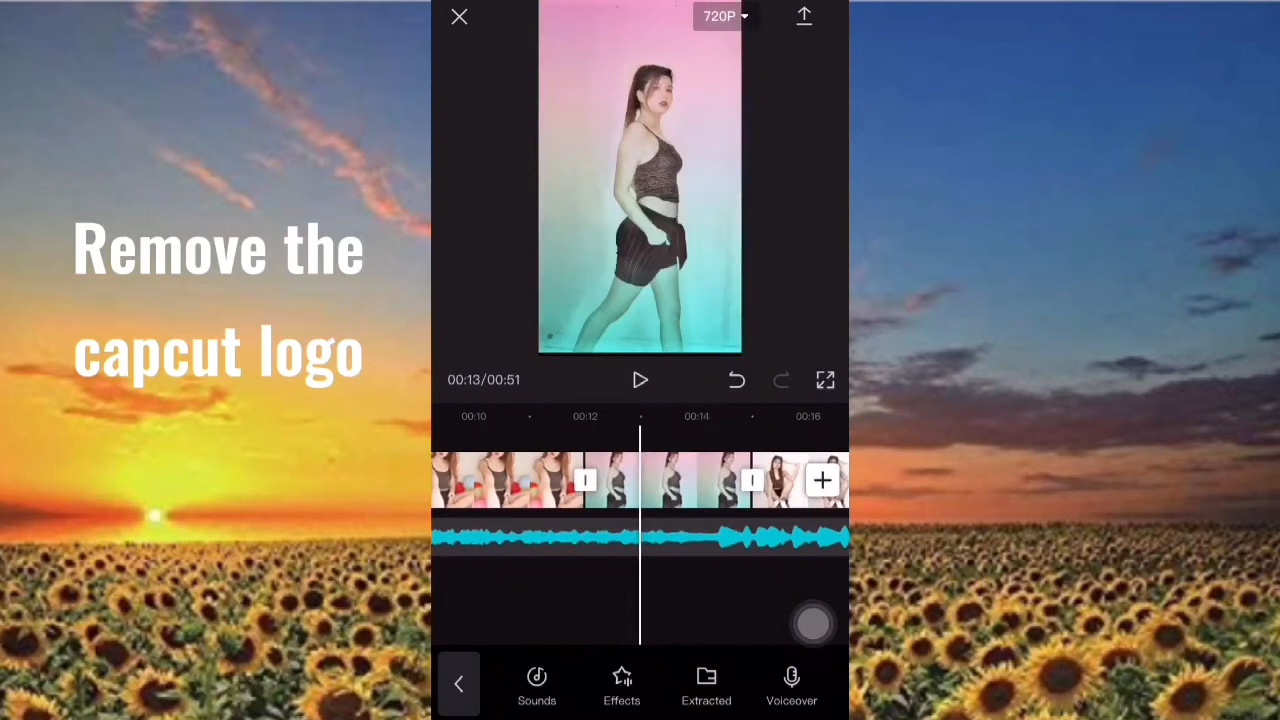 720P
Remove the
capcut logo
00:13/00:51
00:10
00:12
00:14
00:16
Sounds
Effects
Extracted
Voiceover